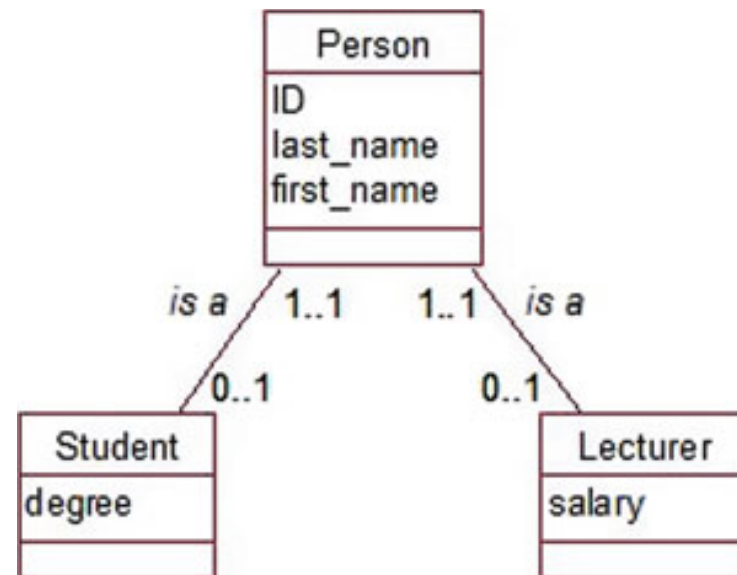 Person
ID
last_name
first_name
is a 1..1 1..1 is a
0..1 0..1
Student Lecturer
degree salary